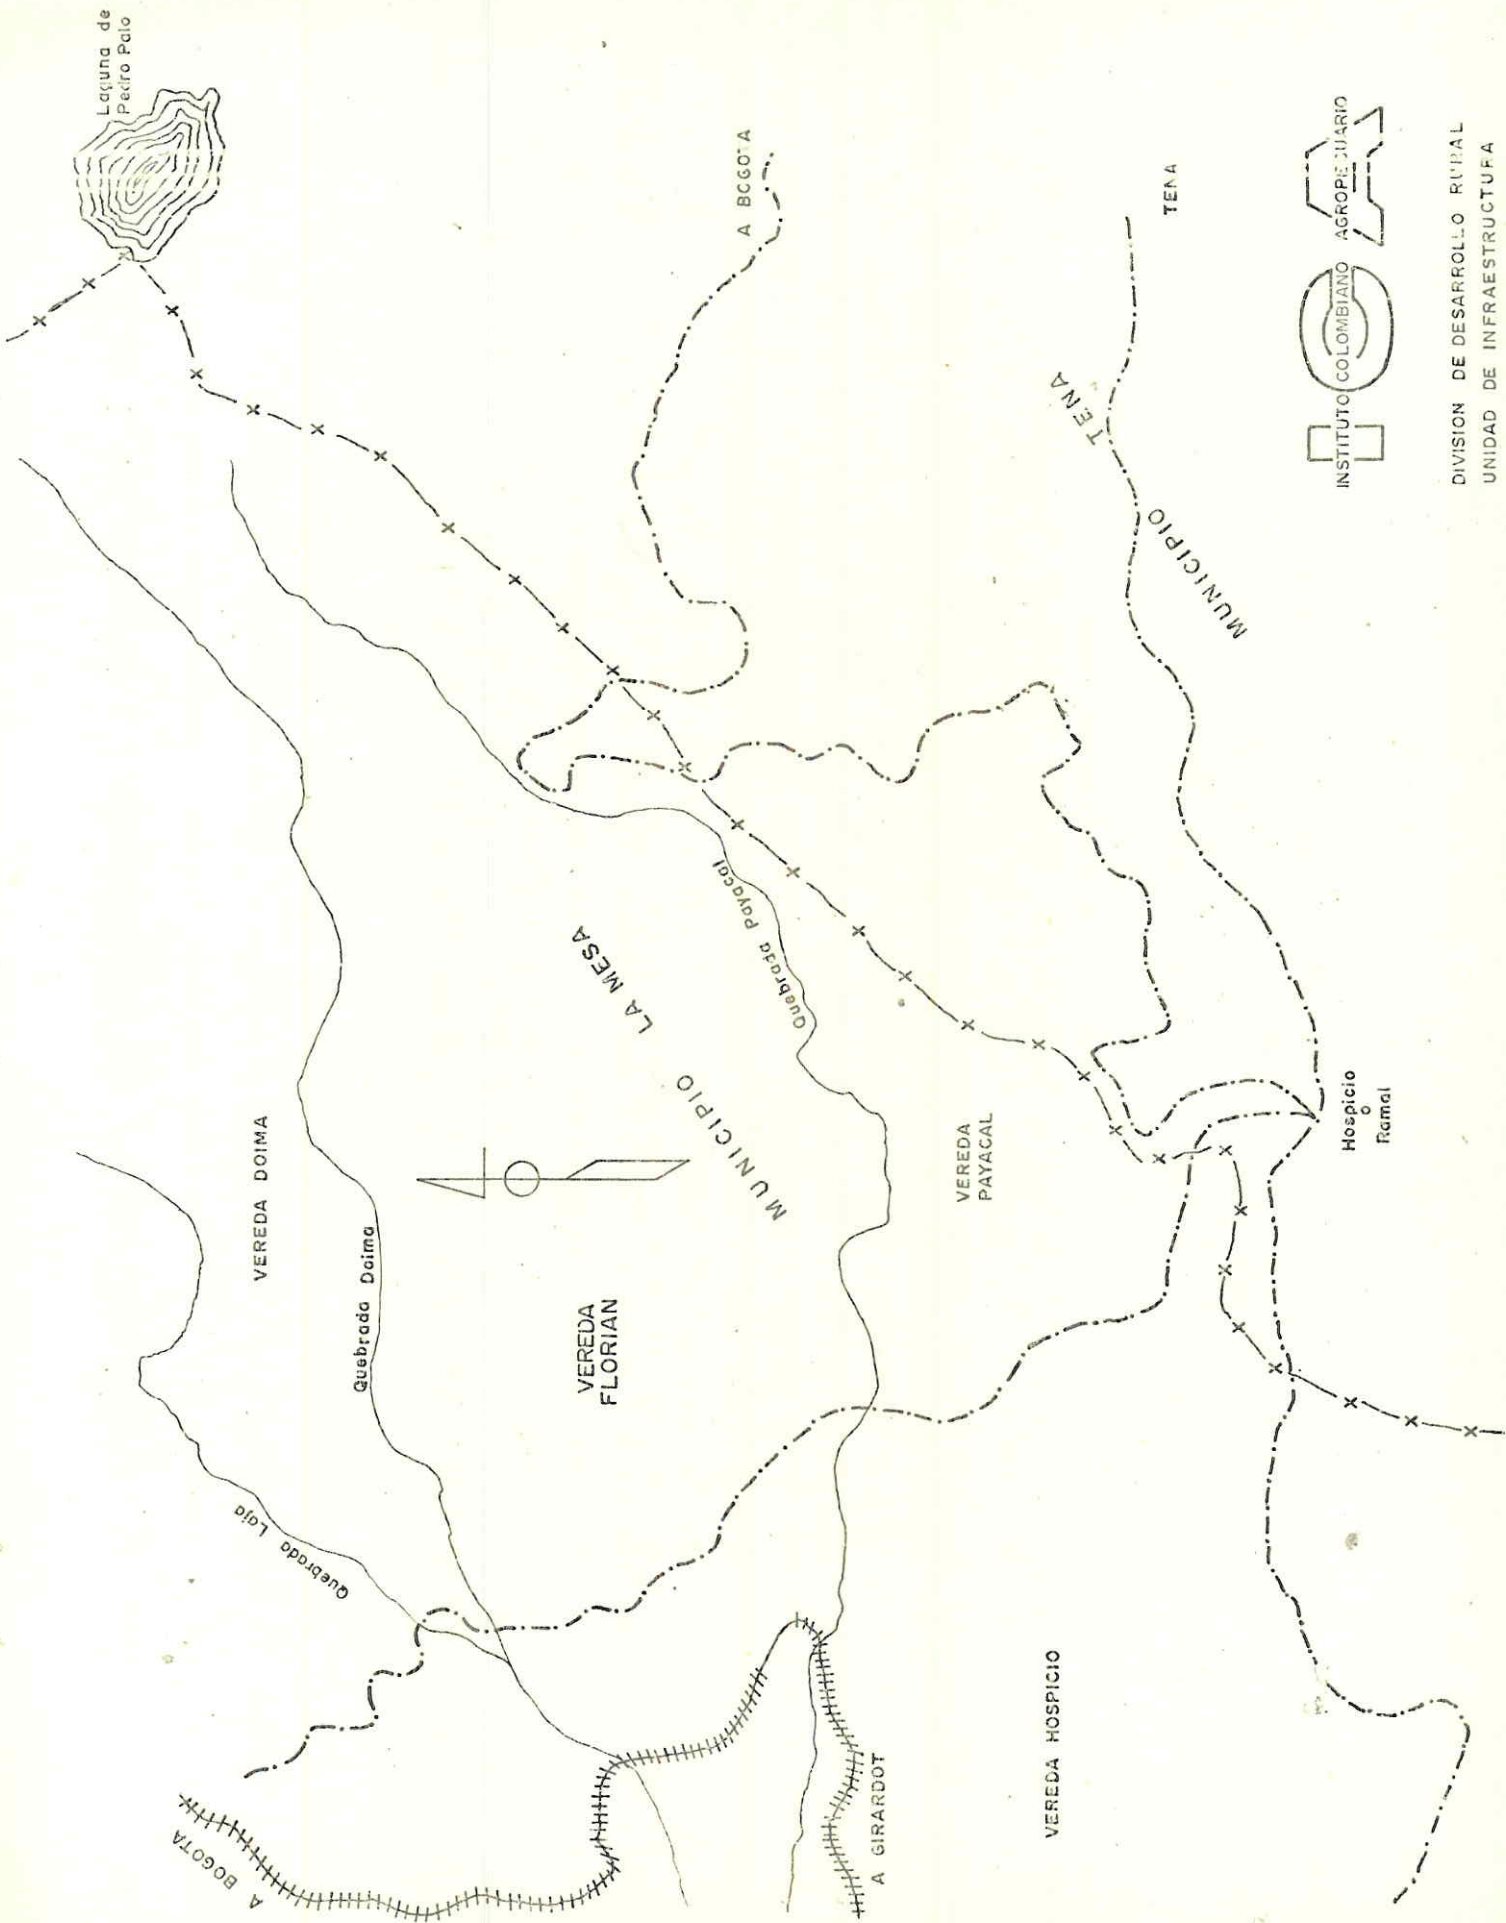 Laguna de
Pedro Palo
A BOGOTA
TENA
TENA
MUNICIPIO
VEREDA DOIMA
Quebrada Doima
LA MESA
MUNICIPIO
Quebrada Payacal
VEREDA
FLORIAN
VEREDA
PAYACAL
Hospicio
o
Ramal
Quebrada Laja
A BOGOTA
A GIRARDOT
VEREDA HOSPICIO
ICA
INSTITUTO COLOMBIANO AGROPECUARIO
DIVISION DE DESARROLLO RURAL
UNIDAD DE INFRAESTRUCTURA